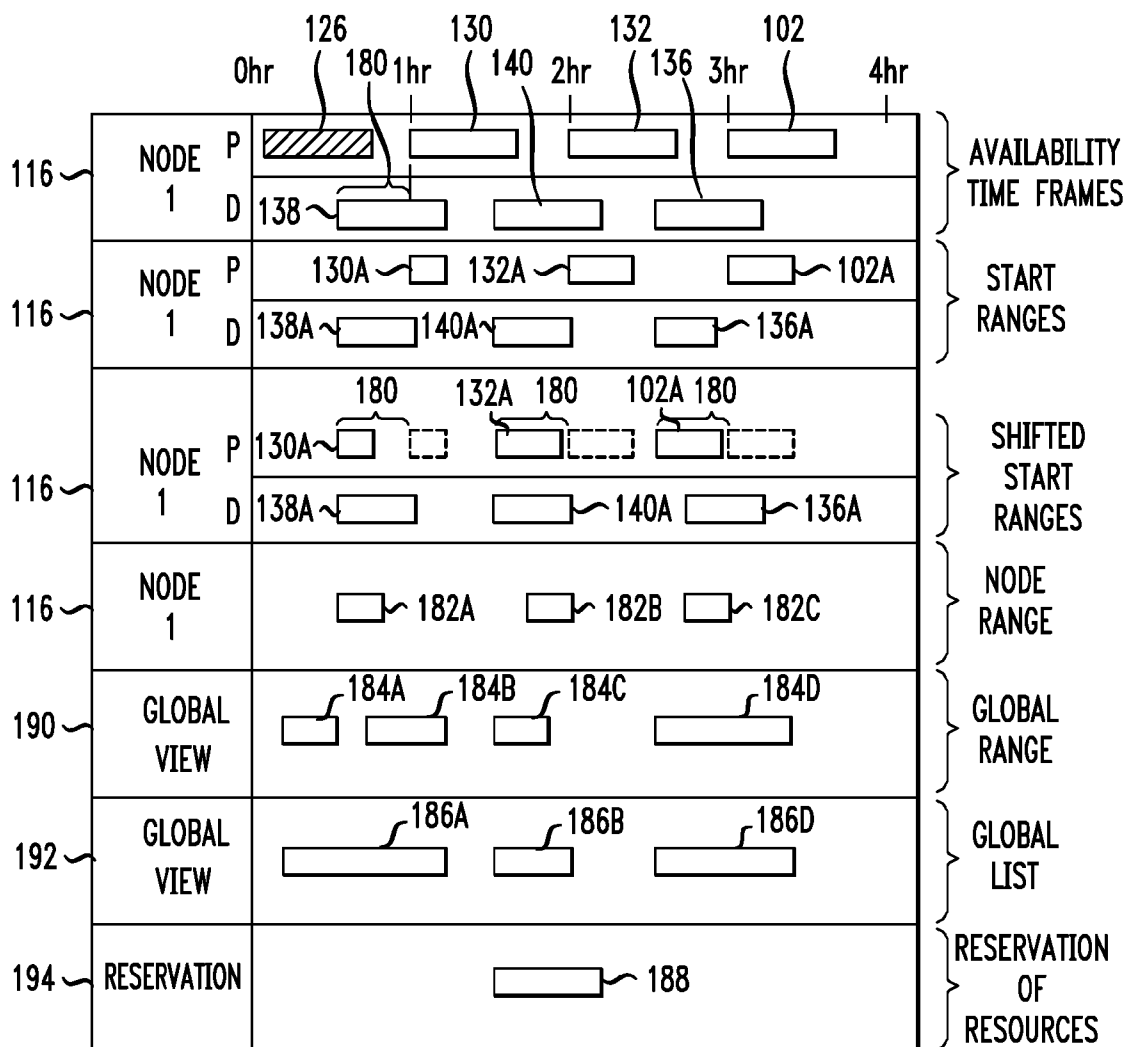 126 130 132 102
0hr 180 1hr 140 2hr 136 3hr 4hr
116 NODE 1 P AVAILABILITY TIME FRAMES
D 138
116 NODE 1 P 130A 132A 102A START RANGES
D 138A 140A 136A
180 132A 180 102A 180
116 NODE 1 P 130A SHIFTED START RANGES
D 138A 140A 136A
116 NODE 1 182A 182B 182C NODE RANGE
184A 184B 184C 184D
190 GLOBAL VIEW GLOBAL RANGE
186A 186B 186D
192 GLOBAL VIEW GLOBAL LIST
194 RESERVATION 188 RESERVATION OF RESOURCES